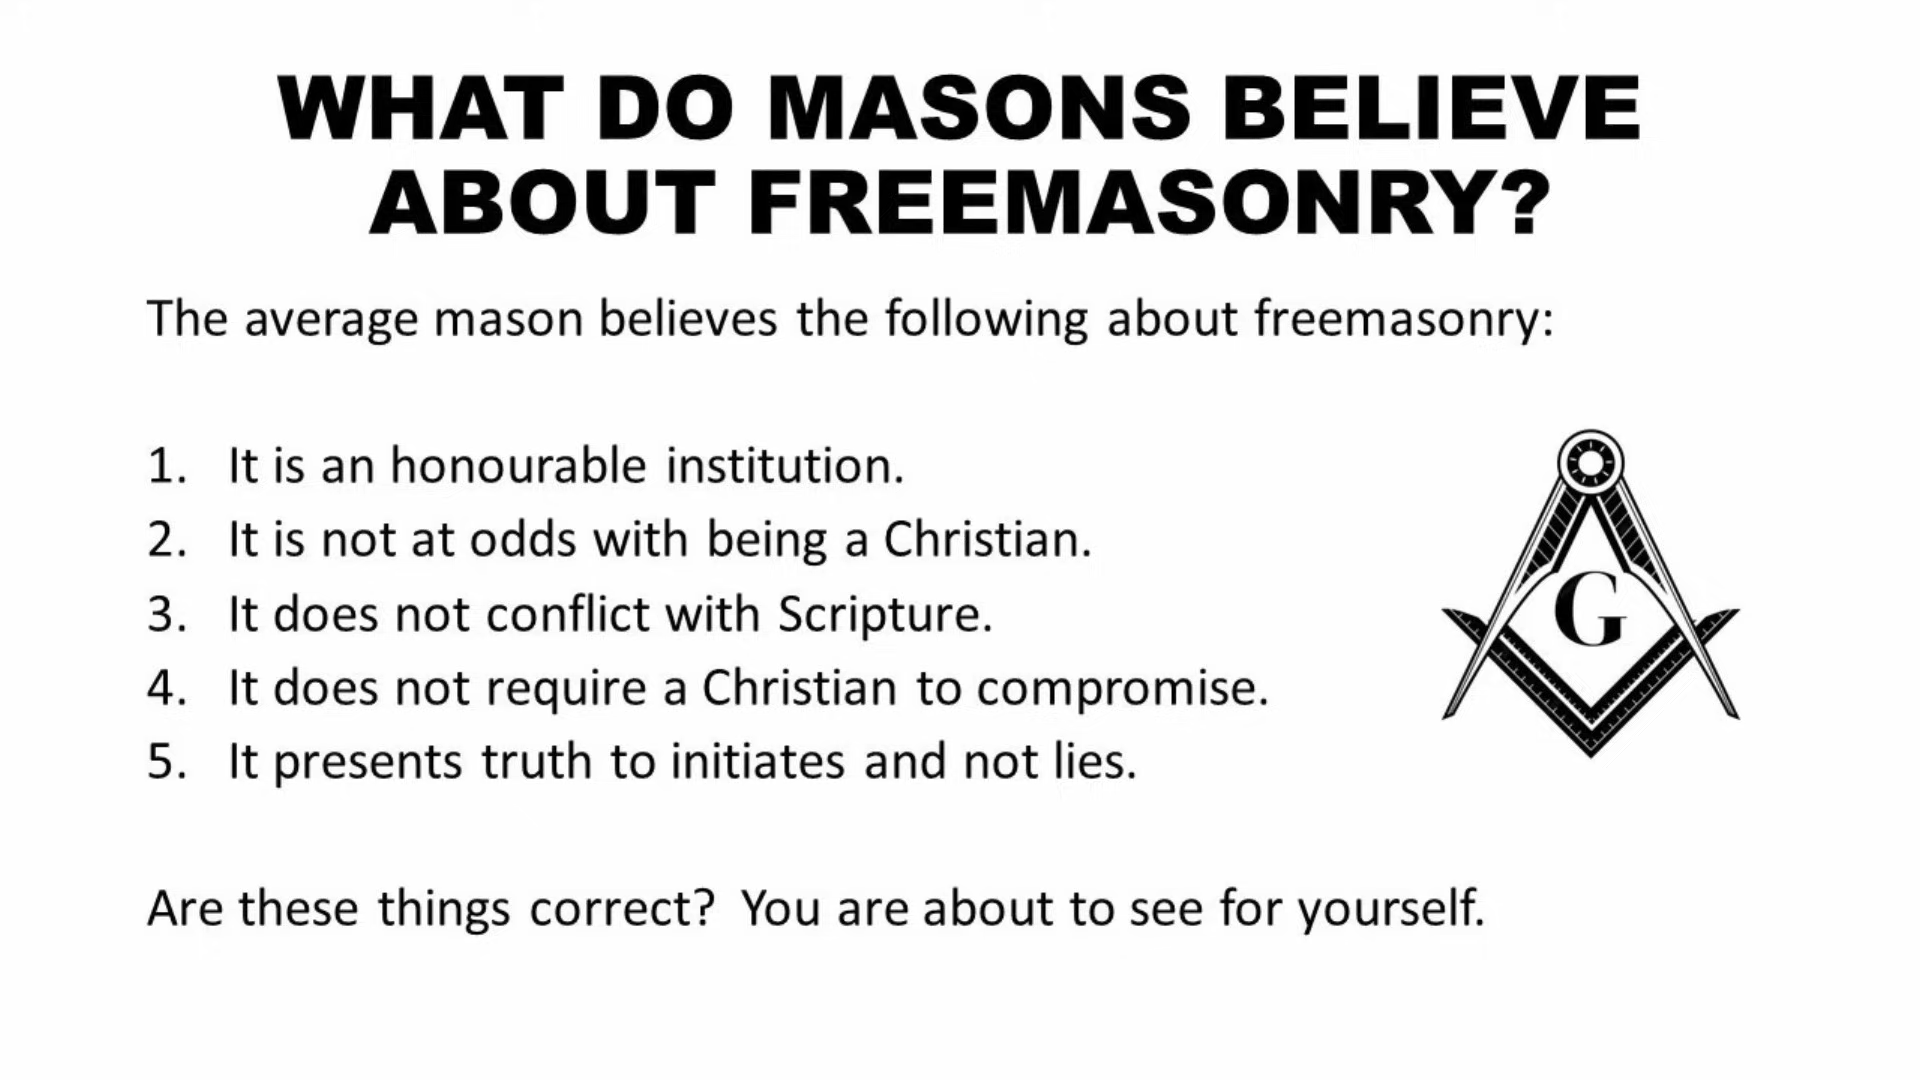 WHAT DO MASONS BELIEVE
ABOUT FREEMASONRY?
The average mason believes the following about freemasonry:
1. It is an honourable institution.
2. It is not at odds with being a Christian.
3. It does not conflict with Scripture.
4. It does not require a Christian to compromise.
5. It presents truth to initiates and not lies.
G
Are these things correct? You are about to see for yourself.